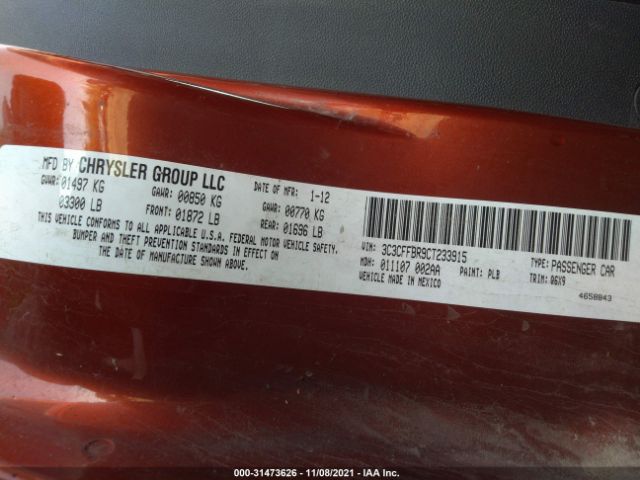 MFD BY CHRYSLER GROUP LLC DATE OF MFR: 1-12
GVWR: 01497 KG GAWR: 00850 KG GAWR: 00770 KG
03300 LB FRONT: 01872 LB REAR: 01696 LB
THIS VEHICLE CONFORMS TO ALL APPLICABLE U.S.A. FEDERAL MOTOR VEHICLE SAFETY,
BUMPER AND THEFT PREVENTION STANDARDS IN EFFECT ON
THE DATE OF MANUFACTURE SHOWN ABOVE.
VIN: 3C3CFFBR9CT233915 TYPE: PASSENGER CAR
MDH: 011107 002AA PAINT: PLB TRIM: 06X9
VEHICLE MADE IN MEXICO 4658843
000-31473626 - 11/08/2021 - IAA Inc.